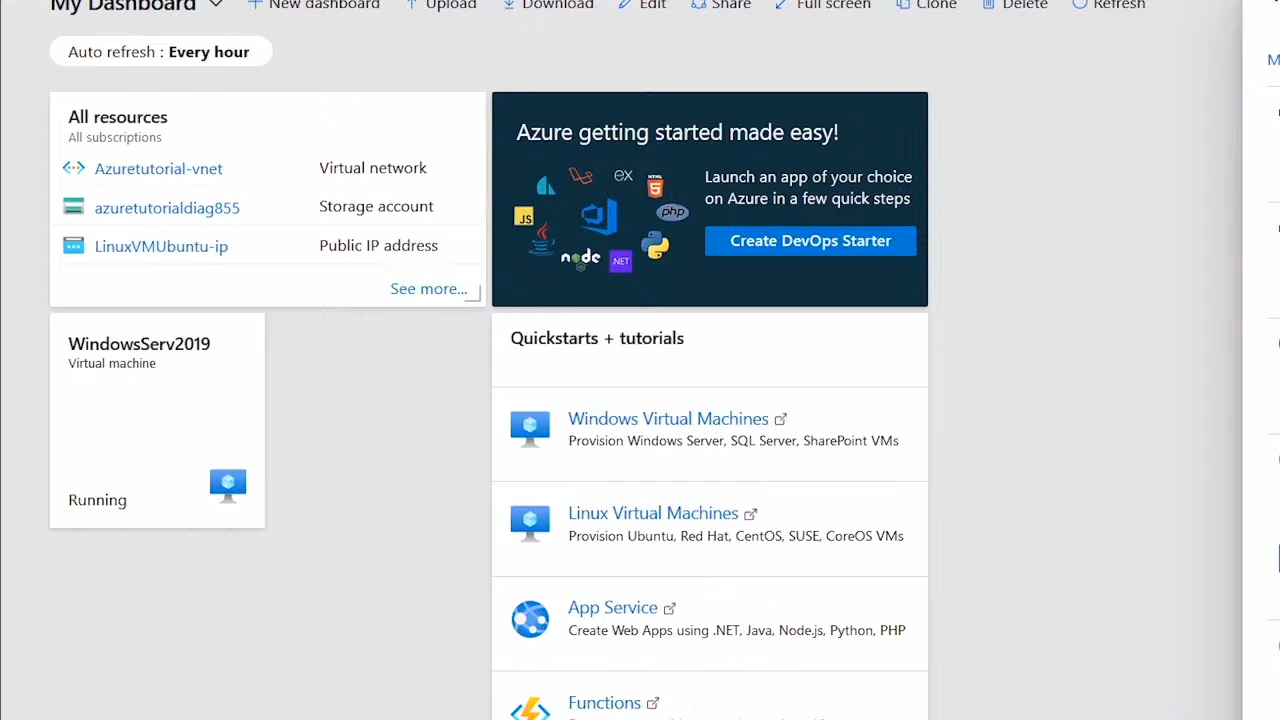 My Dashboard
New dashboard
Upload
Download
Edit
Share
Full screen
Clone
Delete
Refresh
Auto refresh : Every hour
All resources
All subscriptions
Azuretutorial-vnet Virtual network
azuretutorialdiag855 Storage account
LinuxVMUbuntu-ip Public IP address
See more...
Azure getting started made easy!
EX
HTML
5
JS
php
node
.NET
Launch an app of your choice
on Azure in a few quick steps
Create DevOps Starter
WindowsServ2019
Virtual machine
Running
Quickstarts + tutorials
Windows Virtual Machines
Provision Windows Server, SQL Server, SharePoint VMs
Linux Virtual Machines
Provision Ubuntu, Red Hat, CentOS, SUSE, CoreOS VMs
App Service
Create Web Apps using .NET, Java, Node.js, Python, PHP
Functions